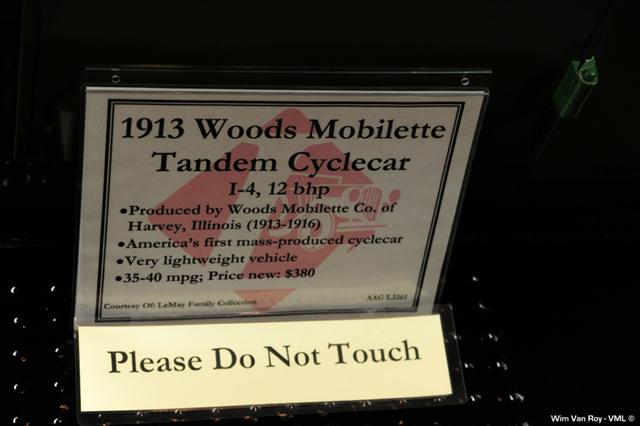 1913 Woods Mobilette
Tandem Cyclecar
I-4, 12 bhp
•Produced by Woods Mobilette Co. of
Harvey, Illinois (1913-1916)
•America's first mass-produced cyclecar
•Very lightweight vehicle
•35-40 mpg; Price new: $380
Courtesy Of: LeMay Family Collection
AAG L3261
Please Do Not Touch
Wim Van Roy - VML ©